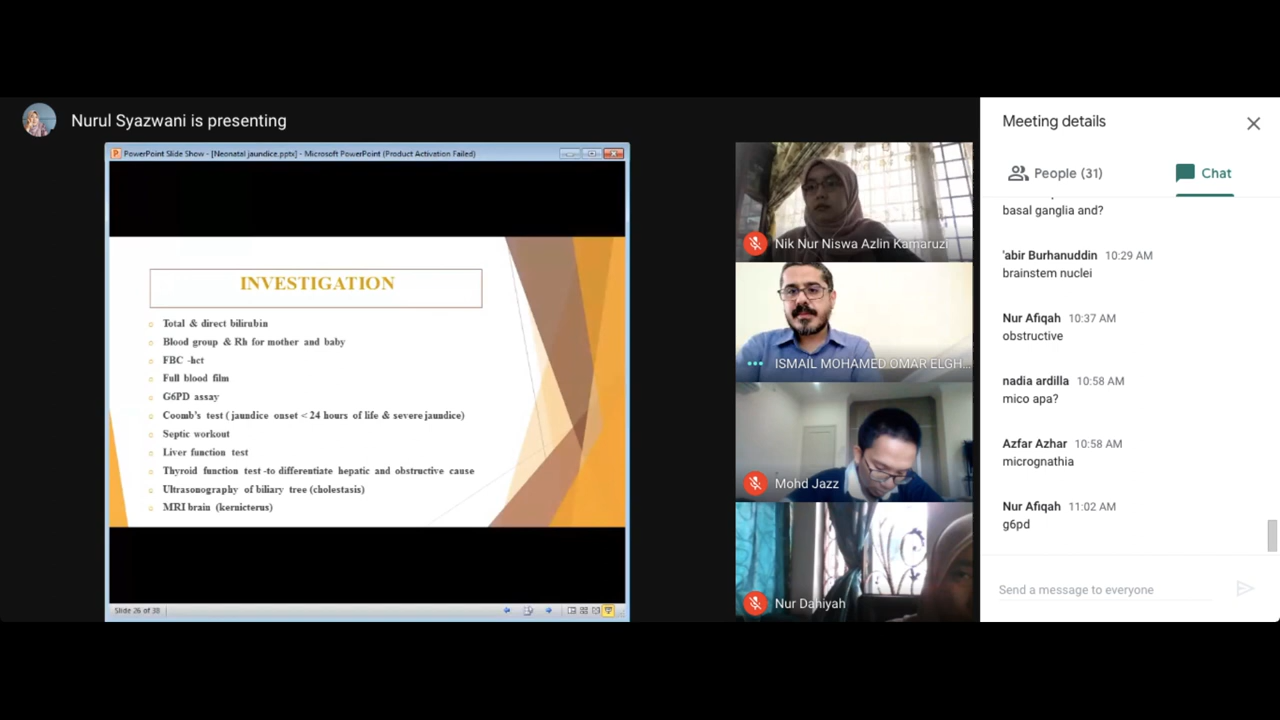 Nurul Syazwani is presenting
PowerPoint Slide Show - [Neonatal jaundice.pptx] - Microsoft PowerPoint (Product Activation Failed)
INVESTIGATION
Total & direct bilirubin
Blood group & Rh for mother and baby
FBC -hct
Full blood film
G6PD assay
Coomb's test ( jaundice onset < 24 hours of life & severe jaundice)
Septic workout
Liver function test
Thyroid function test -to differentiate hepatic and obstructive cause
Ultrasonography of biliary tree (cholestasis)
MRI brain (kernicterus)
Slide 26 of 38
Nik Nur Niswa Azlin Kamaruzi
ISMAIL MOHAMED OMAR ELGH...
Mohd Jazz
Nur Dahiyah
Meeting details
People (31)
Chat
basal ganglia and?
'abir Burhanuddin 10:29 AM
brainstem nuclei
Nur Afiqah 10:37 AM
obstructive
nadia ardilla 10:58 AM
mico apa?
Azfar Azhar 10:58 AM
micrognathia
Nur Afiqah 11:02 AM
g6pd
Send a message to everyone